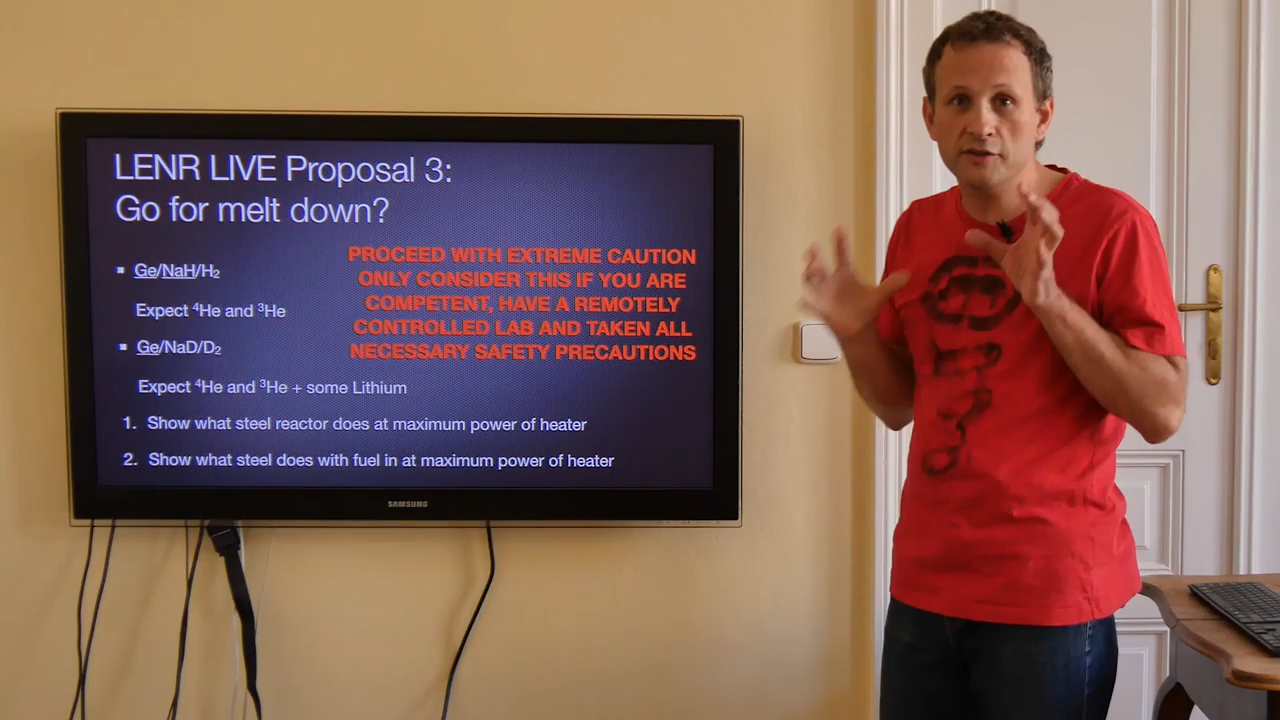 LENR LIVE Proposal 3:
Go for melt down?
▪ Ge/NaH/H₂
Expect ⁴He and ³He
▪ Ge/NaD/D₂
Expect ⁴He and ³He + some Lithium
1. Show what steel reactor does at maximum power of heater
2. Show what steel does with fuel in at maximum power of heater
PROCEED WITH EXTREME CAUTION
ONLY CONSIDER THIS IF YOU ARE
COMPETENT, HAVE A REMOTELY
CONTROLLED LAB AND TAKEN ALL
NECESSARY SAFETY PRECAUTIONS
SAMSUNG